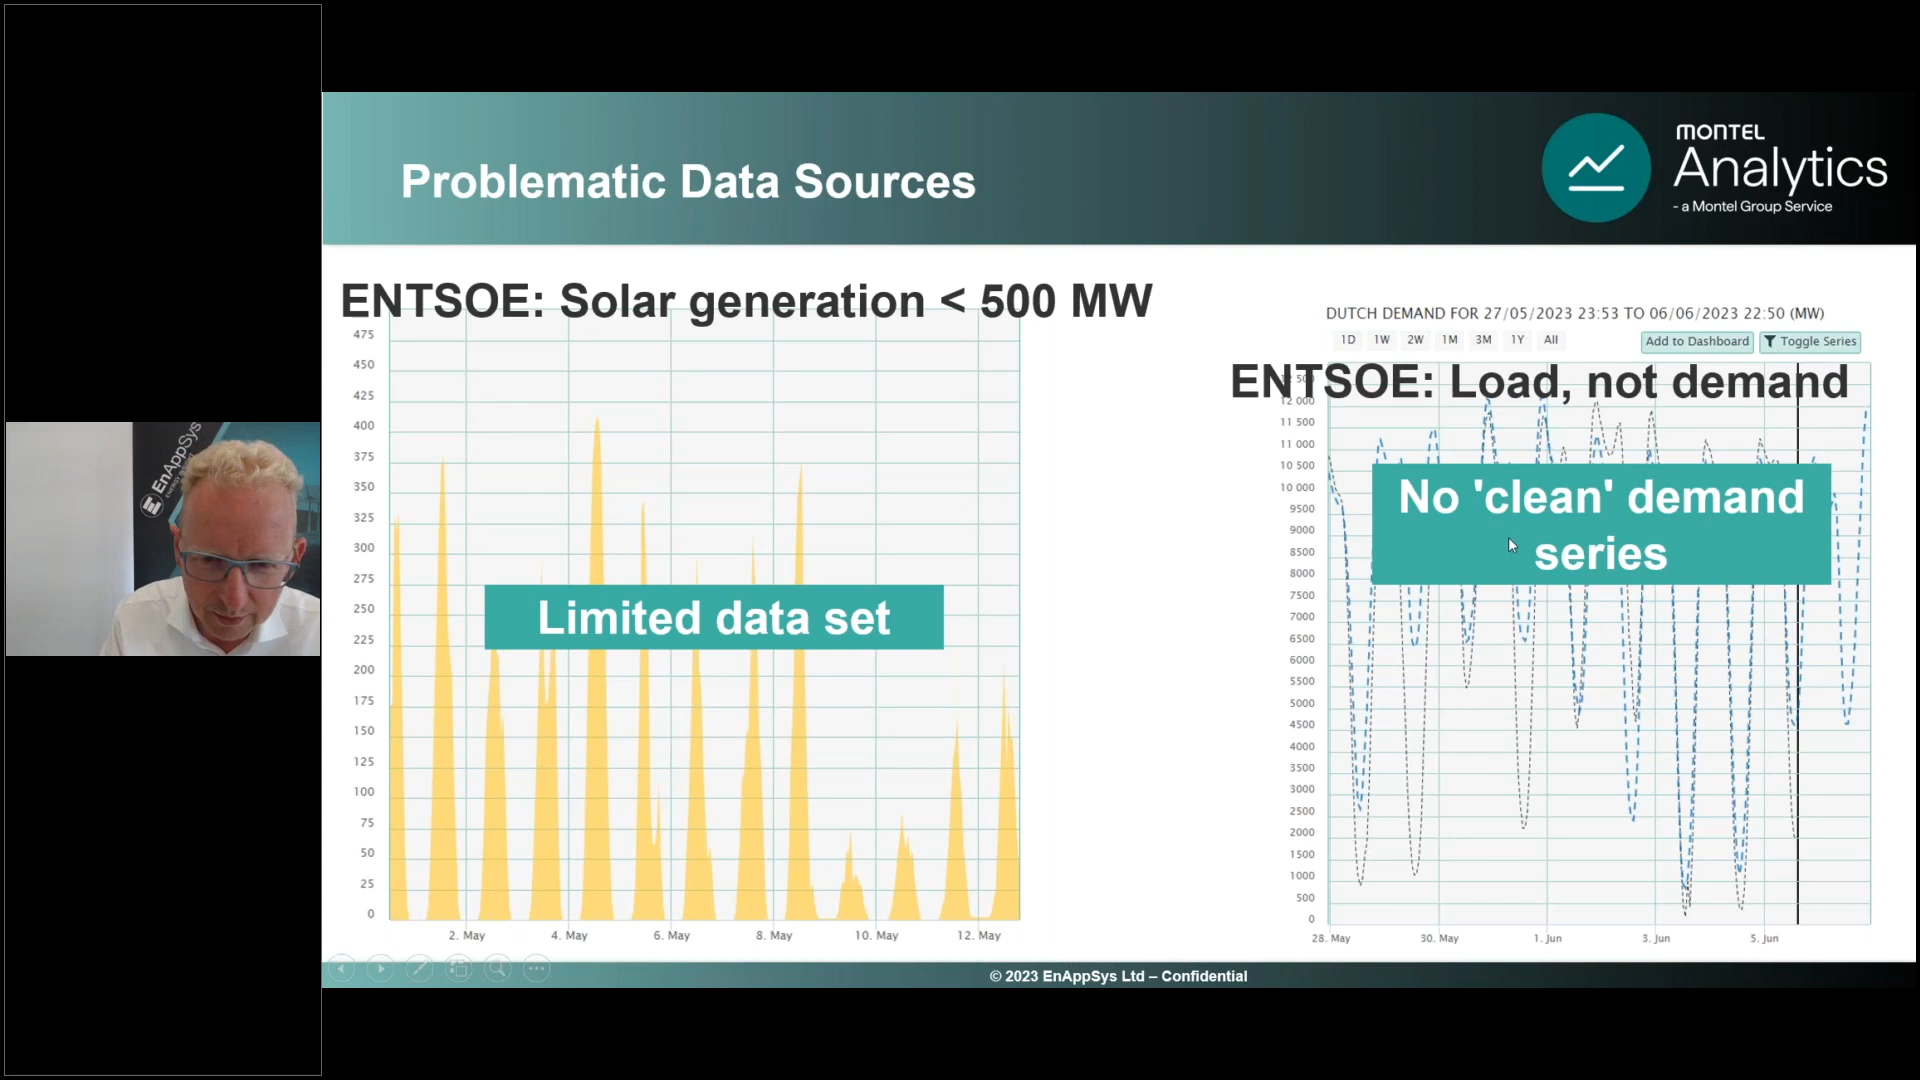 Problematic Data Sources
MONTEL
Analytics
- a Montel Group Service
EnAppSys
ENTSOE: Solar generation < 500 MW
475
450
425
400
375
350
325
300
275
250
225
200
175
150
125
100
75
50
25
0
Limited data set
2. May
4. May
6. May
8. May
10. May
12. May
DUTCH DEMAND FOR 27/05/2023 23:53 TO 06/06/2023 22:50 (MW)
1D 1W 2W 1M 3M 1Y All
Add to Dashboard
Toggle Series
ENTSOE: Load, not demand
12 000
11 500
11 000
10 500
10 000
9500
9000
8500
8000
7500
7000
6500
6000
5500
5000
4500
4000
3500
3000
2500
2000
1500
1000
500
0
No 'clean' demand
series
28. May
30. May
1. Jun
3. Jun
5. Jun
© 2023 EnAppSys Ltd – Confidential